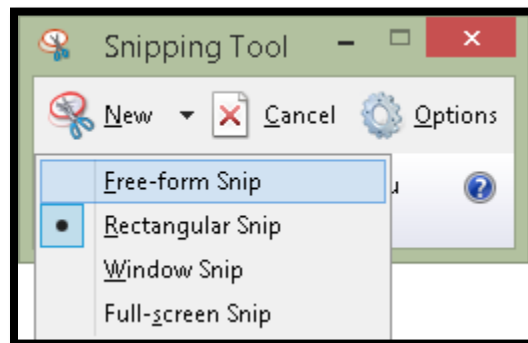 Snipping Tool
New Cancel Options
Free-form Snip
Rectangular Snip
Window Snip
Full-screen Snip